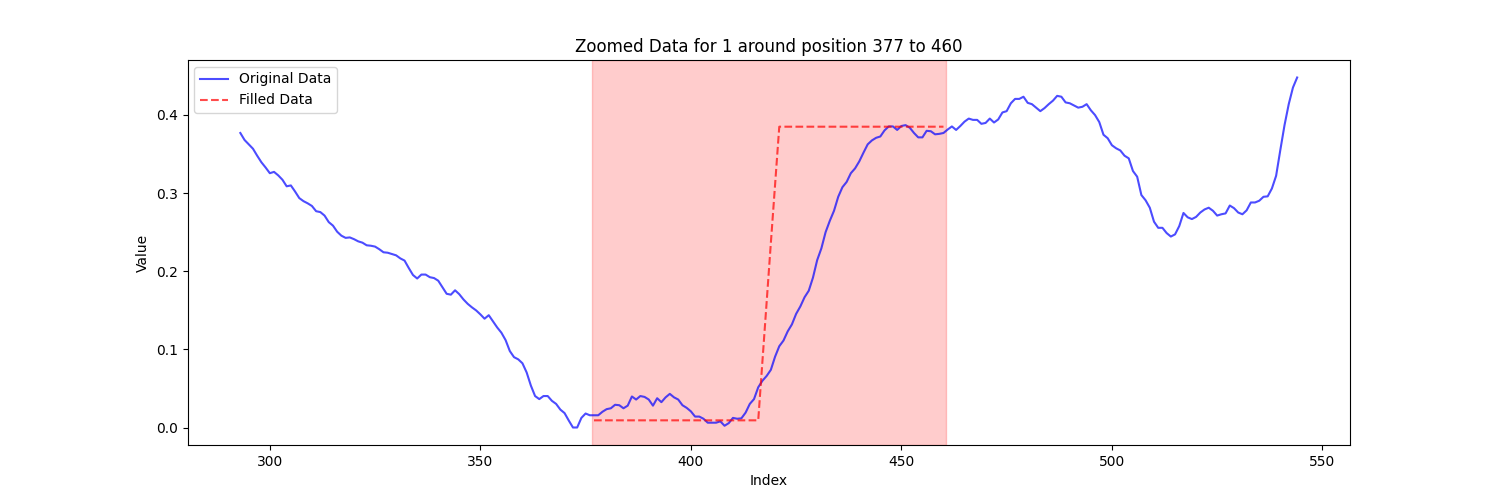 Zoomed Data for 1 around position 377 to 460
Original Data
Filled Data
Value
0.4
0.3
0.2
0.1
0.0
300 350 400 450 500 550
Index